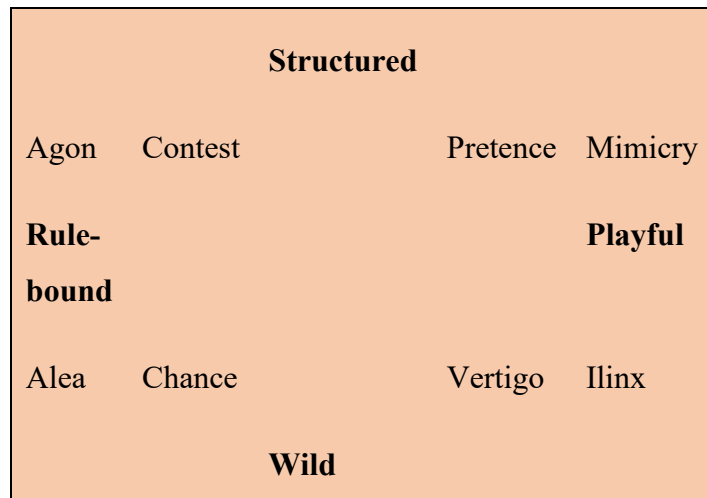 Structured
Agon Contest Pretence Mimicry
Rule- Playful
bound
Alea Chance Vertigo Ilinx
Wild